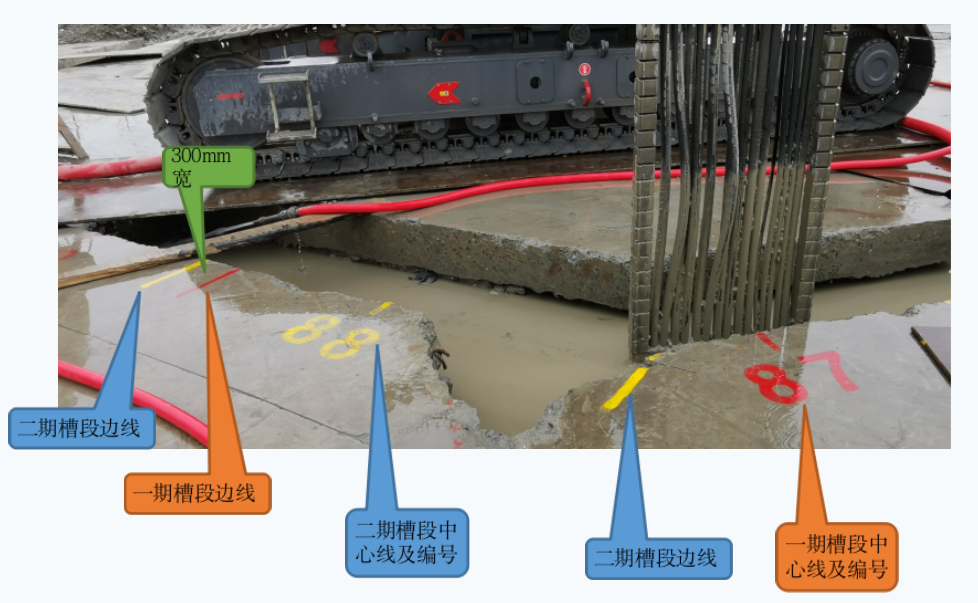 300mm
宽
88
87
二期槽段边线
一期槽段边线
二期槽段中
心线及编号
二期槽段边线
一期槽段中
心线及编号